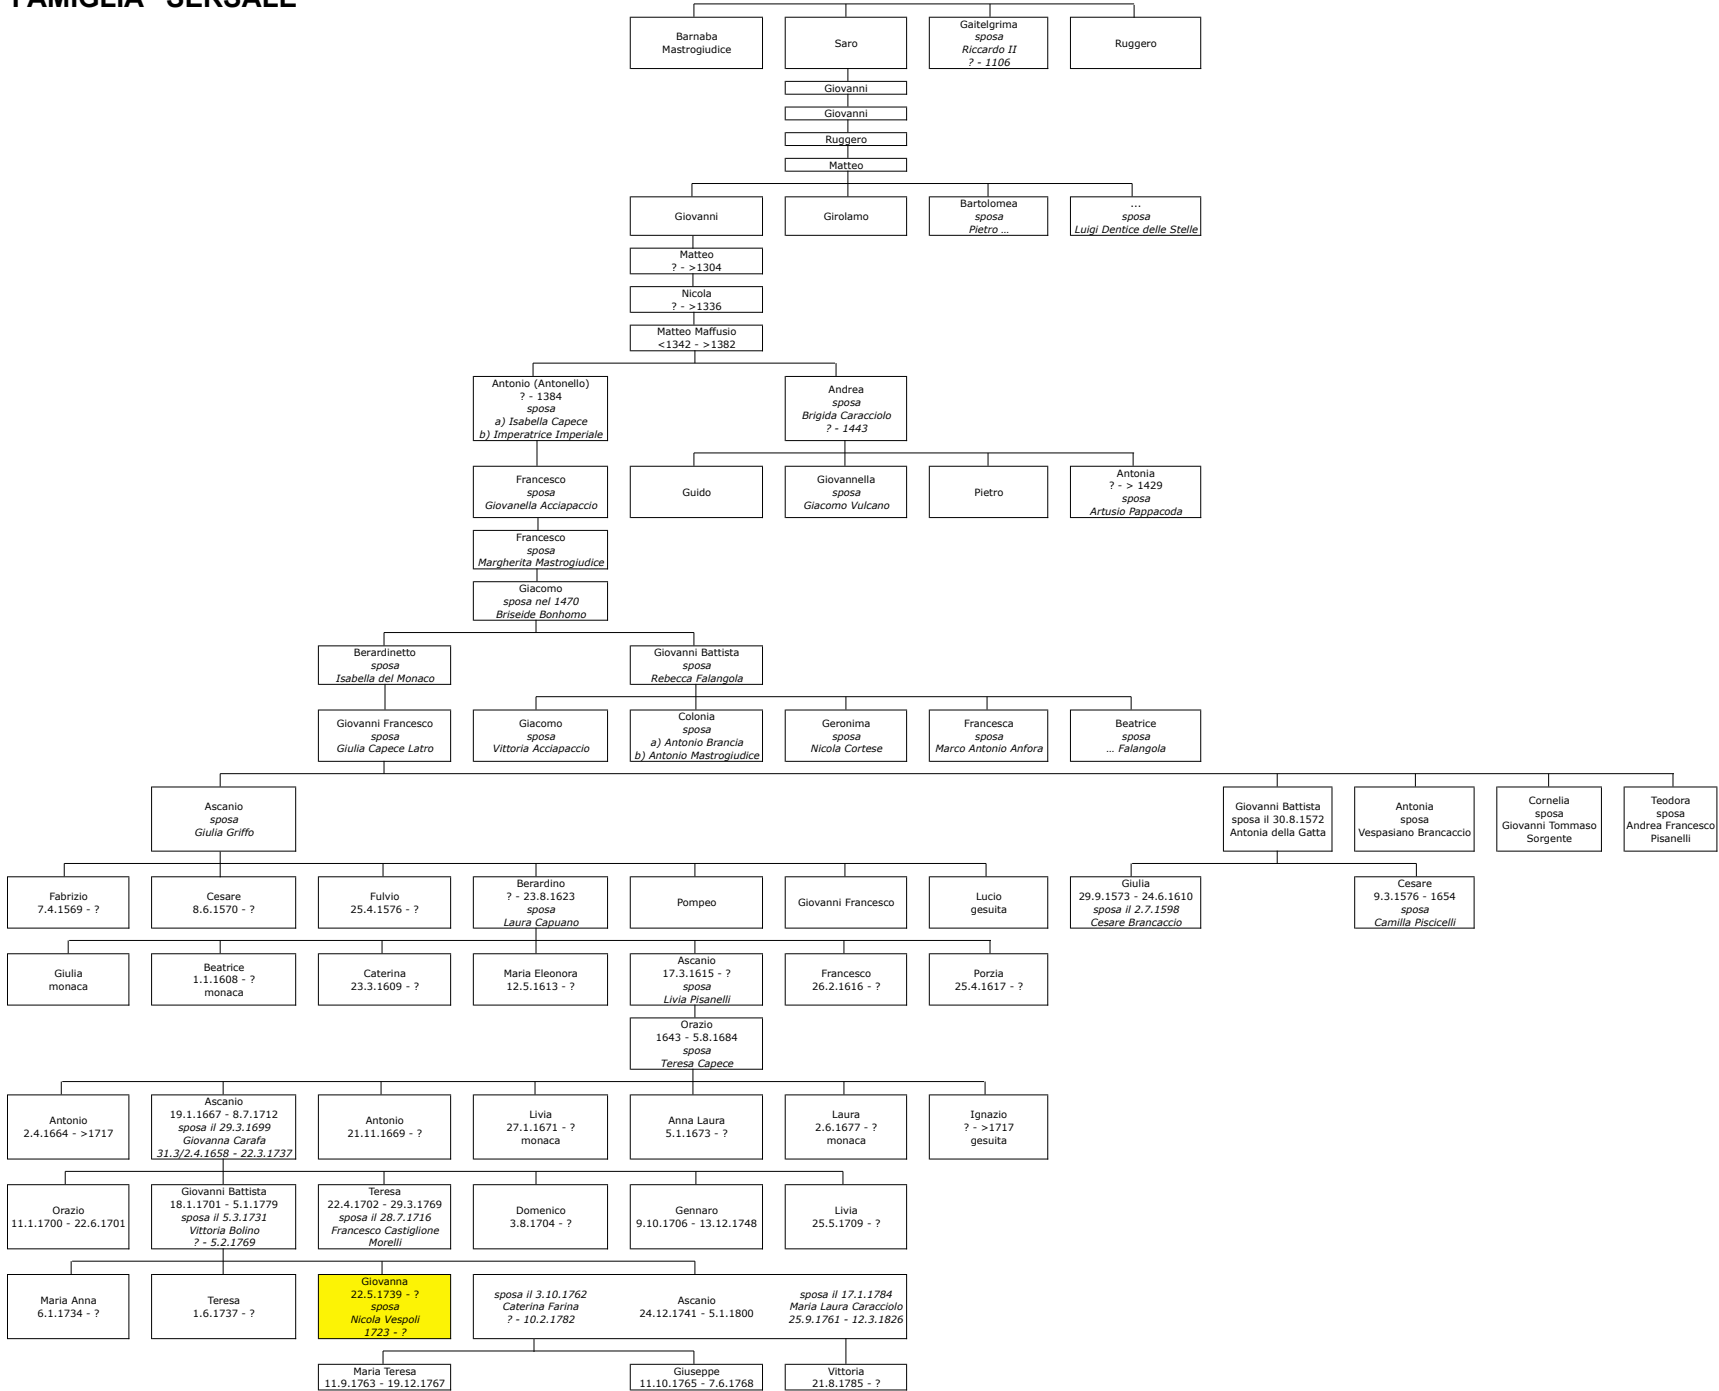 FAMIGLIA SERSALE
Barnaba
Mastrogiudice
Saro
Gaitelgrima
sposa
Riccardo II
? - 1106
Ruggero
Giovanni
Giovanni
Ruggero
Matteo
Giovanni
Girolamo
Bartolomea
sposa
Pietro ...
...
sposa
Luigi Dentice delle Stelle
Matteo
? - >1304
Nicola
? - >1336
Matteo Maffusio
<1342 - >1382
Antonio (Antonello)
? - 1384
sposa
a) Isabella Capece
b) Imperatrice Imperiale
Andrea
sposa
Brigida Caracciolo
? - 1443
Francesco
sposa
Giovanella Acciapaccio
Guido
Giovannella
sposa
Giacomo Vulcano
Pietro
Antonia
? - > 1429
sposa
Artusio Pappacoda
Francesco
sposa
Margherita Mastrogiudice
Giacomo
sposa nel 1470
Briseide Bonhomo
Berardinetto
sposa
Isabella del Monaco
Giovanni Battista
sposa
Rebecca Falangola
Giovanni Francesco
sposa
Giulia Capece Latro
Giacomo
sposa
Vittoria Acciapaccio
Colonia
sposa
a) Antonio Brancia
b) Antonio Mastrogiudice
Geronima
sposa
Nicola Cortese
Francesca
sposa
Marco Antonio Anfora
Beatrice
sposa
... Falangola
Ascanio
sposa
Giulia Griffo
Giovanni Battista
sposa il 30.8.1572
Antonia della Gatta
Antonia
sposa
Vespasiano Brancaccio
Cornelia
sposa
Giovanni Tommaso
Sorgente
Teodora
sposa
Andrea Francesco
Pisanelli
Fabrizio
7.4.1569 - ?
Cesare
8.6.1570 - ?
Fulvio
25.4.1576 - ?
Berardino
? - 23.8.1623
sposa
Laura Capuano
Pompeo
Giovanni Francesco
Lucio
gesuita
Giulia
29.9.1573 - 24.6.1610
sposa il 2.7.1598
Cesare Brancaccio
Cesare
9.3.1576 - 1654
sposa
Camilla Piscicelli
Giulia
monaca
Beatrice
1.1.1608 - ?
monaca
Caterina
23.3.1609 - ?
Maria Eleonora
12.5.1613 - ?
Ascanio
17.3.1615 - ?
sposa
Livia Pisanelli
Francesco
26.2.1616 - ?
Porzia
25.4.1617 - ?
Orazio
1643 - 5.8.1684
sposa
Teresa Capece
Antonio
2.4.1664 - >1717
Ascanio
19.1.1667 - 8.7.1712
sposa il 29.3.1699
Giovanna Carafa
31.3/2.4.1658 - 22.3.1737
Antonio
21.11.1669 - ?
Livia
27.1.1671 - ?
monaca
Anna Laura
5.1.1673 - ?
Laura
2.6.1677 - ?
monaca
Ignazio
? - >1717
gesuita
Orazio
11.1.1700 - 22.6.1701
Giovanni Battista
18.1.1701 - 5.1.1779
sposa il 5.3.1731
Vittoria Bolino
? - 5.2.1769
Teresa
22.4.1702 - 29.3.1769
sposa il 28.7.1716
Francesco Castiglione
Morelli
Domenico
3.8.1704 - ?
Gennaro
9.10.1706 - 13.12.1748
Livia
25.5.1709 - ?
Maria Anna
6.1.1734 - ?
Teresa
1.6.1737 - ?
Giovanna
22.5.1739 - ?
sposa
Nicola Vespoli
1723 - ?
sposa il 3.10.1762
Caterina Farina
? - 10.2.1782
Ascanio
24.12.1741 - 5.1.1800
sposa il 17.1.1784
Maria Laura Caracciolo
25.9.1761 - 12.3.1826
Maria Teresa
11.9.1763 - 19.12.1767
Giuseppe
11.10.1765 - 7.6.1768
Vittoria
21.8.1785 - ?